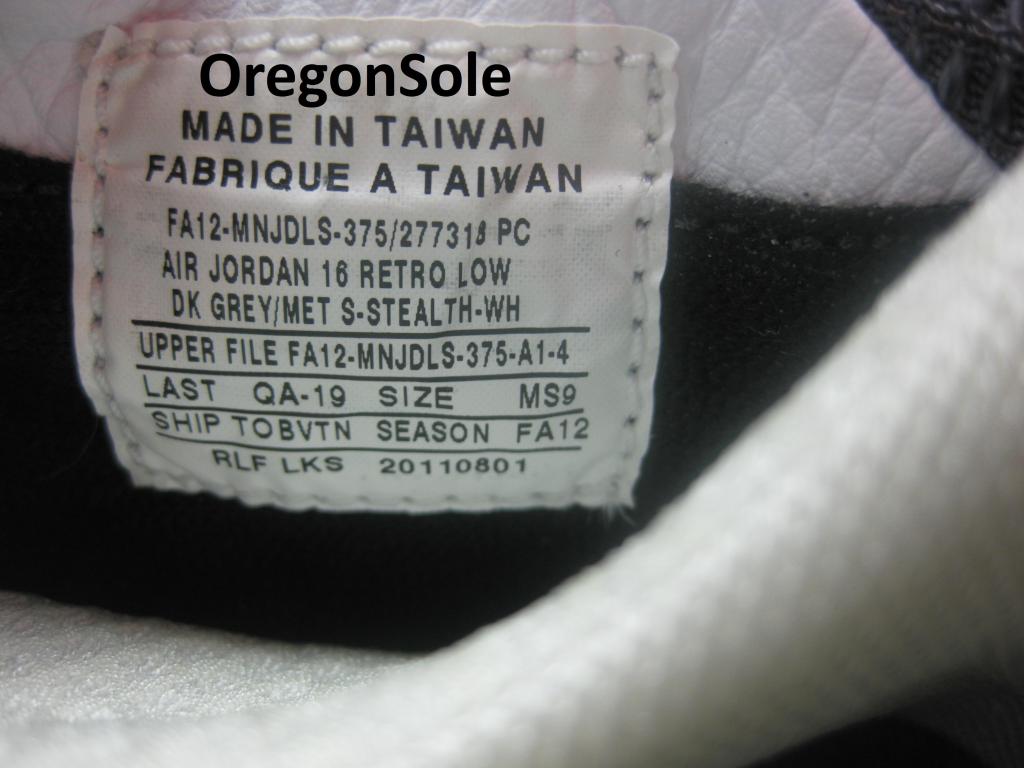 OregonSole
MADE IN TAIWAN
FABRIQUE A TAIWAN
FA12-MNJDLS-375/277318 PC
AIR JORDAN 16 RETRO LOW
DK GREY/MET S-STEALTH-WH
UPPER FILE FA12-MNJDLS-375-A1-4
LAST QA-19 SIZE MS9
SHIP TOBVTN SEASON FA12
RLF LKS 20110801